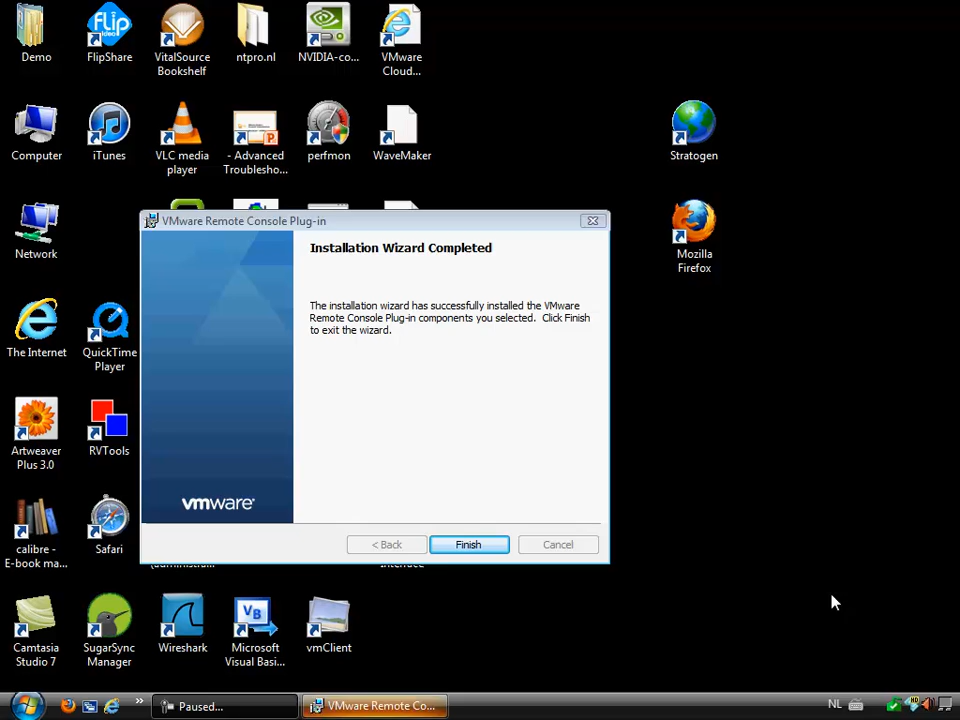 Demo
FlipShare
VitalSource
Bookshelf
ntpro.nl
NVIDIA-co...
VMware
Cloud...
Computer
iTunes
VLC media
player
- Advanced
Troublesho...
perfmon
WaveMaker
Stratogen
Network
Mozilla
Firefox
VMware Remote Console Plug-in
Installation Wizard Completed
The installation wizard has successfully installed the VMware
Remote Console Plug-in components you selected. Click Finish
to exit the wizard.
vmware
< Back
Finish
Cancel
The Internet
QuickTime
Player
Artweaver
Plus 3.0
RVTools
calibre -
E-book ma...
Safari
Camtasia
Studio 7
SugarSync
Manager
Wireshark
VB
Microsoft
Visual Basi...
vmClient
Paused...
VMware Remote Co...
NL